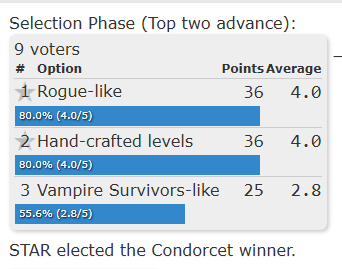 Selection Phase (Top two advance):
9 voters
# Option Points Average
1 Rogue-like 36 4.0
80.0% (4.0/5)
2 Hand-crafted levels 36 4.0
80.0% (4.0/5)
3 Vampire Survivors-like 25 2.8
55.6% (2.8/5)
STAR elected the Condorcet winner.